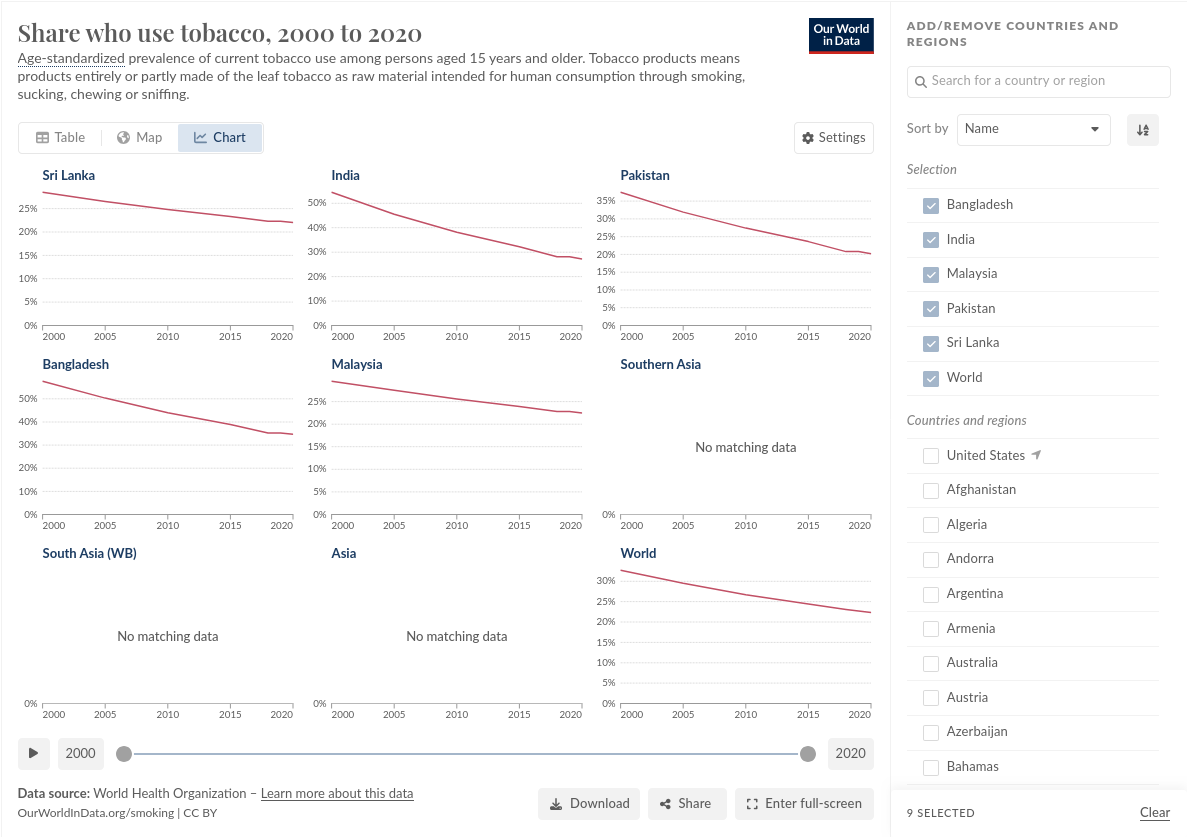 Share who use tobacco, 2000 to 2020
Our World
in Data
Age-standardized prevalence of current tobacco use among persons aged 15 years and older. Tobacco products means
products entirely or partly made of the leaf tobacco as raw material intended for human consumption through smoking,
sucking, chewing or sniffing.
Table
Map
Chart
Settings
Sri Lanka
25%
20%
15%
10%
5%
0%
2000 2005 2010 2015 2020
India
50%
40%
30%
20%
10%
0%
2000 2005 2010 2015 2020
Pakistan
35%
30%
25%
20%
15%
10%
5%
0%
2000 2005 2010 2015 2020
Bangladesh
50%
40%
30%
20%
10%
0%
2000 2005 2010 2015 2020
Malaysia
25%
20%
15%
10%
5%
0%
2000 2005 2010 2015 2020
Southern Asia
No matching data
0%
2000 2005 2010 2015 2020
South Asia (WB)
No matching data
0%
2000 2005 2010 2015 2020
Asia
No matching data
0%
2000 2005 2010 2015 2020
World
30%
25%
20%
15%
10%
5%
0%
2000 2005 2010 2015 2020
2000
2020
Data source: World Health Organization – Learn more about this data
OurWorldInData.org/smoking | CC BY
Download
Share
Enter full-screen
ADD/REMOVE COUNTRIES AND
REGIONS
Search for a country or region
Sort by Name
Selection
Bangladesh
India
Malaysia
Pakistan
Sri Lanka
World
Countries and regions
United States
Afghanistan
Algeria
Andorra
Argentina
Armenia
Australia
Austria
Azerbaijan
Bahamas
9 SELECTED
Clear